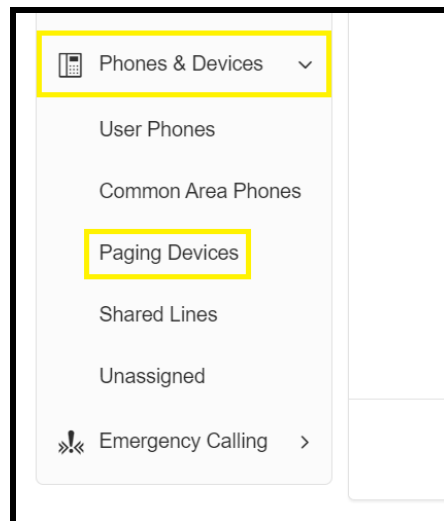 Phones & Devices
User Phones
Common Area Phones
Paging Devices
Shared Lines
Unassigned
Emergency Calling